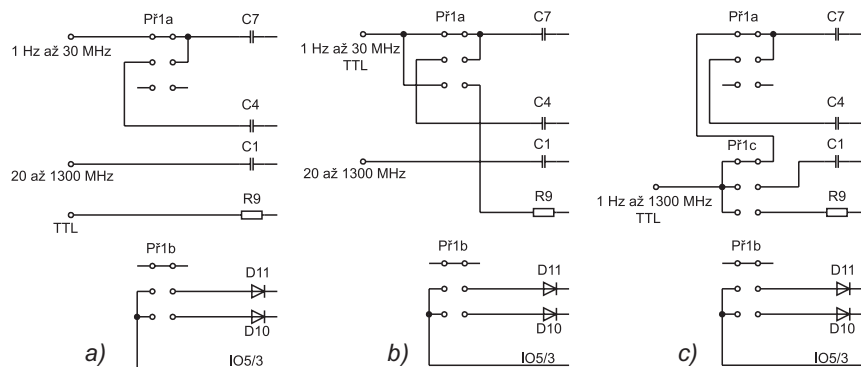 Př1a
C7
1 Hz až 30 MHz
C4
C1
20 až 1300 MHz
R9
TTL
Př1b
D11
D10
IO5/3
a)
Př1a
C7
1 Hz až 30 MHz
TTL
C4
C1
20 až 1300 MHz
R9
Př1b
D11
D10
IO5/3
b)
Př1a
C7
C4
Př1c
C1
1 Hz až 1300 MHz
TTL
R9
Př1b
D11
D10
IO5/3
c)